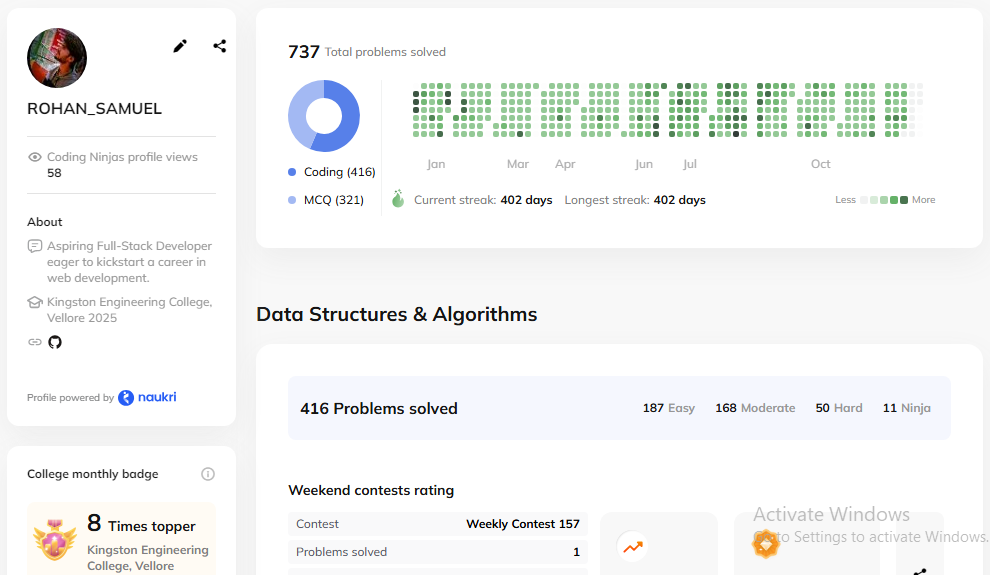 ROHAN_SAMUEL
Coding Ninjas profile views
58
About
Aspiring Full-Stack Developer
eager to kickstart a career in
web development.
Kingston Engineering College,
Vellore 2025
Profile powered by naukri
College monthly badge
8 Times topper
Kingston Engineering
College, Vellore
737 Total problems solved
Coding (416)
MCQ (321)
Jan Mar Apr Jun Jul Oct
Current streak: 402 days Longest streak: 402 days
Less More
Data Structures & Algorithms
416 Problems solved
187 Easy 168 Moderate 50 Hard 11 Ninja
Weekend contests rating
Contest Weekly Contest 157
Problems solved 1
Activate Windows
to Settings to activate Windows.